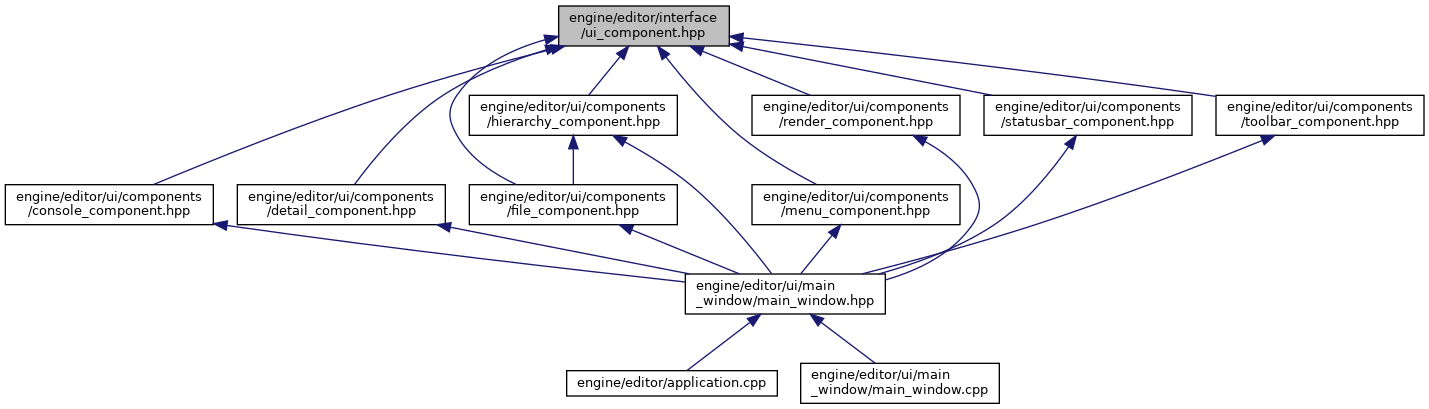 engine/editor/interface
/ui_component.hpp
engine/editor/ui/components
/hierarchy_component.hpp
engine/editor/ui/components
/render_component.hpp
engine/editor/ui/components
/statusbar_component.hpp
engine/editor/ui/components
/toolbar_component.hpp
engine/editor/ui/components
/console_component.hpp
engine/editor/ui/components
/detail_component.hpp
engine/editor/ui/components
/file_component.hpp
engine/editor/ui/components
/menu_component.hpp
engine/editor/ui/main
_window/main_window.hpp
engine/editor/application.cpp
engine/editor/ui/main
_window/main_window.cpp